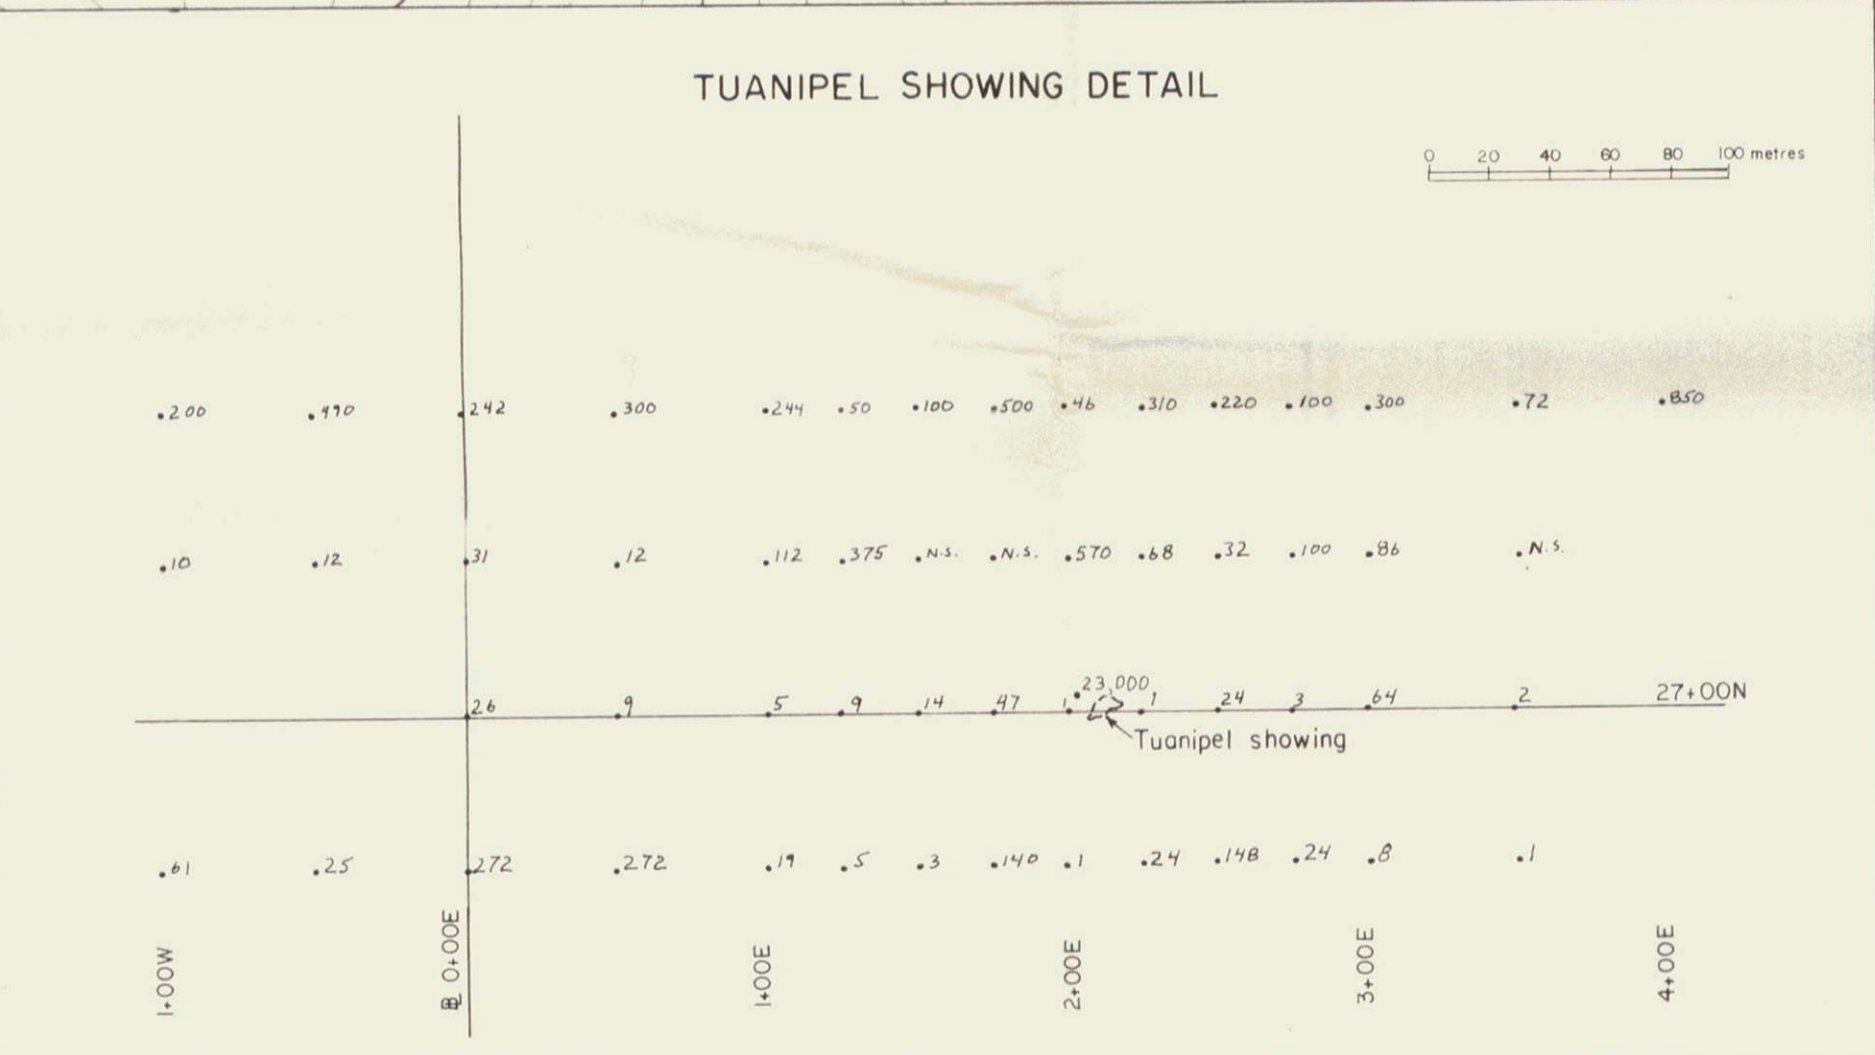 TUANIPEL SHOWING DETAIL
0 20 40 60 80 100 metres
.200 .490 .242 .300 .244 .50 .100 .500 .46 .310 .220 .100 .300 .72 .850
.10 .12 .31 .12 .112 .375 .N.S. .N.S. .570 .68 .32 .100 .86 .N.S.
.23,000
26 9 5 9 14 47 1 1 24 3 64 2 27+00N
Tuanipel showing
.61 .25 .272 .272 .19 .5 .3 .140 .1 .24 .148 .24 .8 .1
1+00W BL 0+00E 1+00E 2+00E 3+00E 4+00E